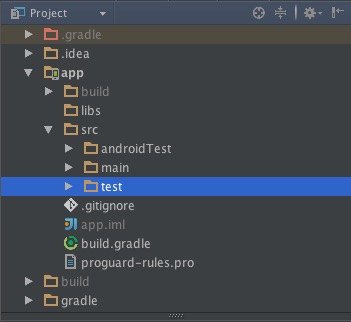 Project
.gradle
.idea
app
build
libs
src
androidTest
main
test
.gitignore
app.iml
build.gradle
proguard-rules.pro
build
gradle